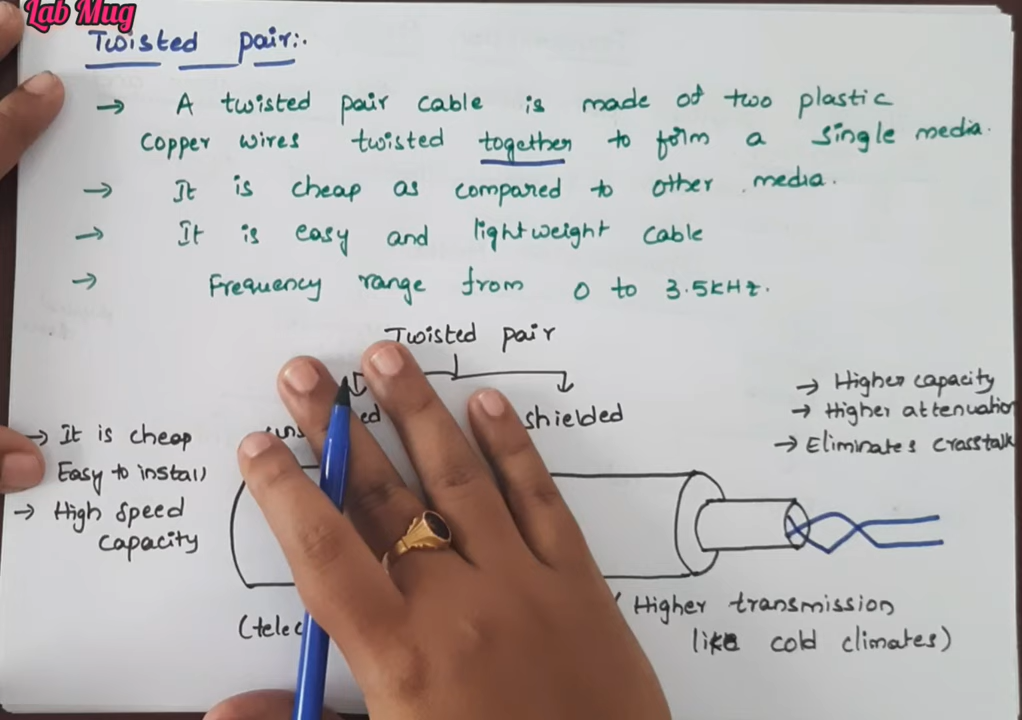 Lab Mug
Twisted pair:-
→ A twisted pair cable is made of two plastic
copper wires twisted together to form a single media.
→ It is cheap as compared to other media.
→ It is easy and lightweight cable
→ Frequency range from 0 to 3.5KHz.
Twisted pair
shielded
→ It is cheap
Easy to install
→ High speed
capacity
→ Higher capacity
→ Higher attenuation
→ Eliminates crosstalk
(Higher transmission
like cold climates)